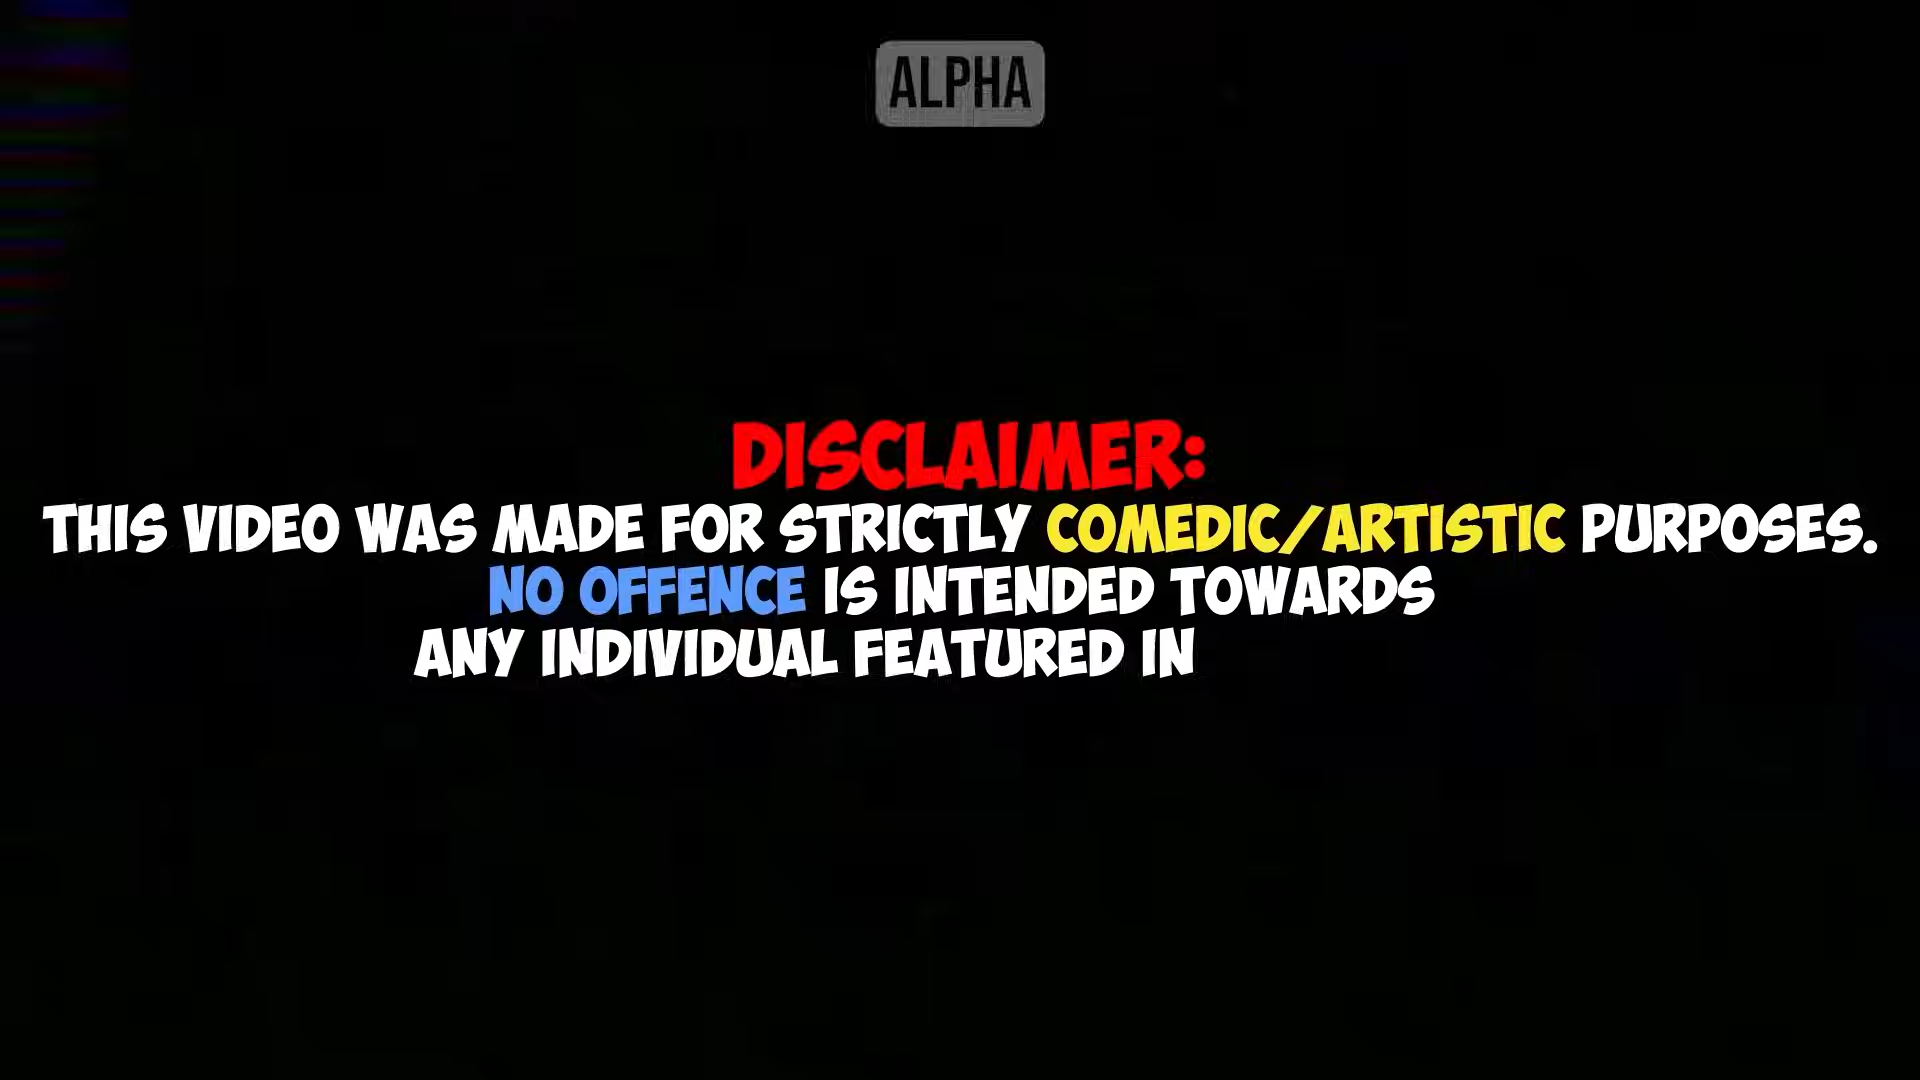 ALPHA
DISCLAIMER:
THIS VIDEO WAS MADE FOR STRICTLY COMEDIC/ARTISTIC PURPOSES.
NO OFFENCE IS INTENDED TOWARDS
ANY INDIVIDUAL FEATURED IN